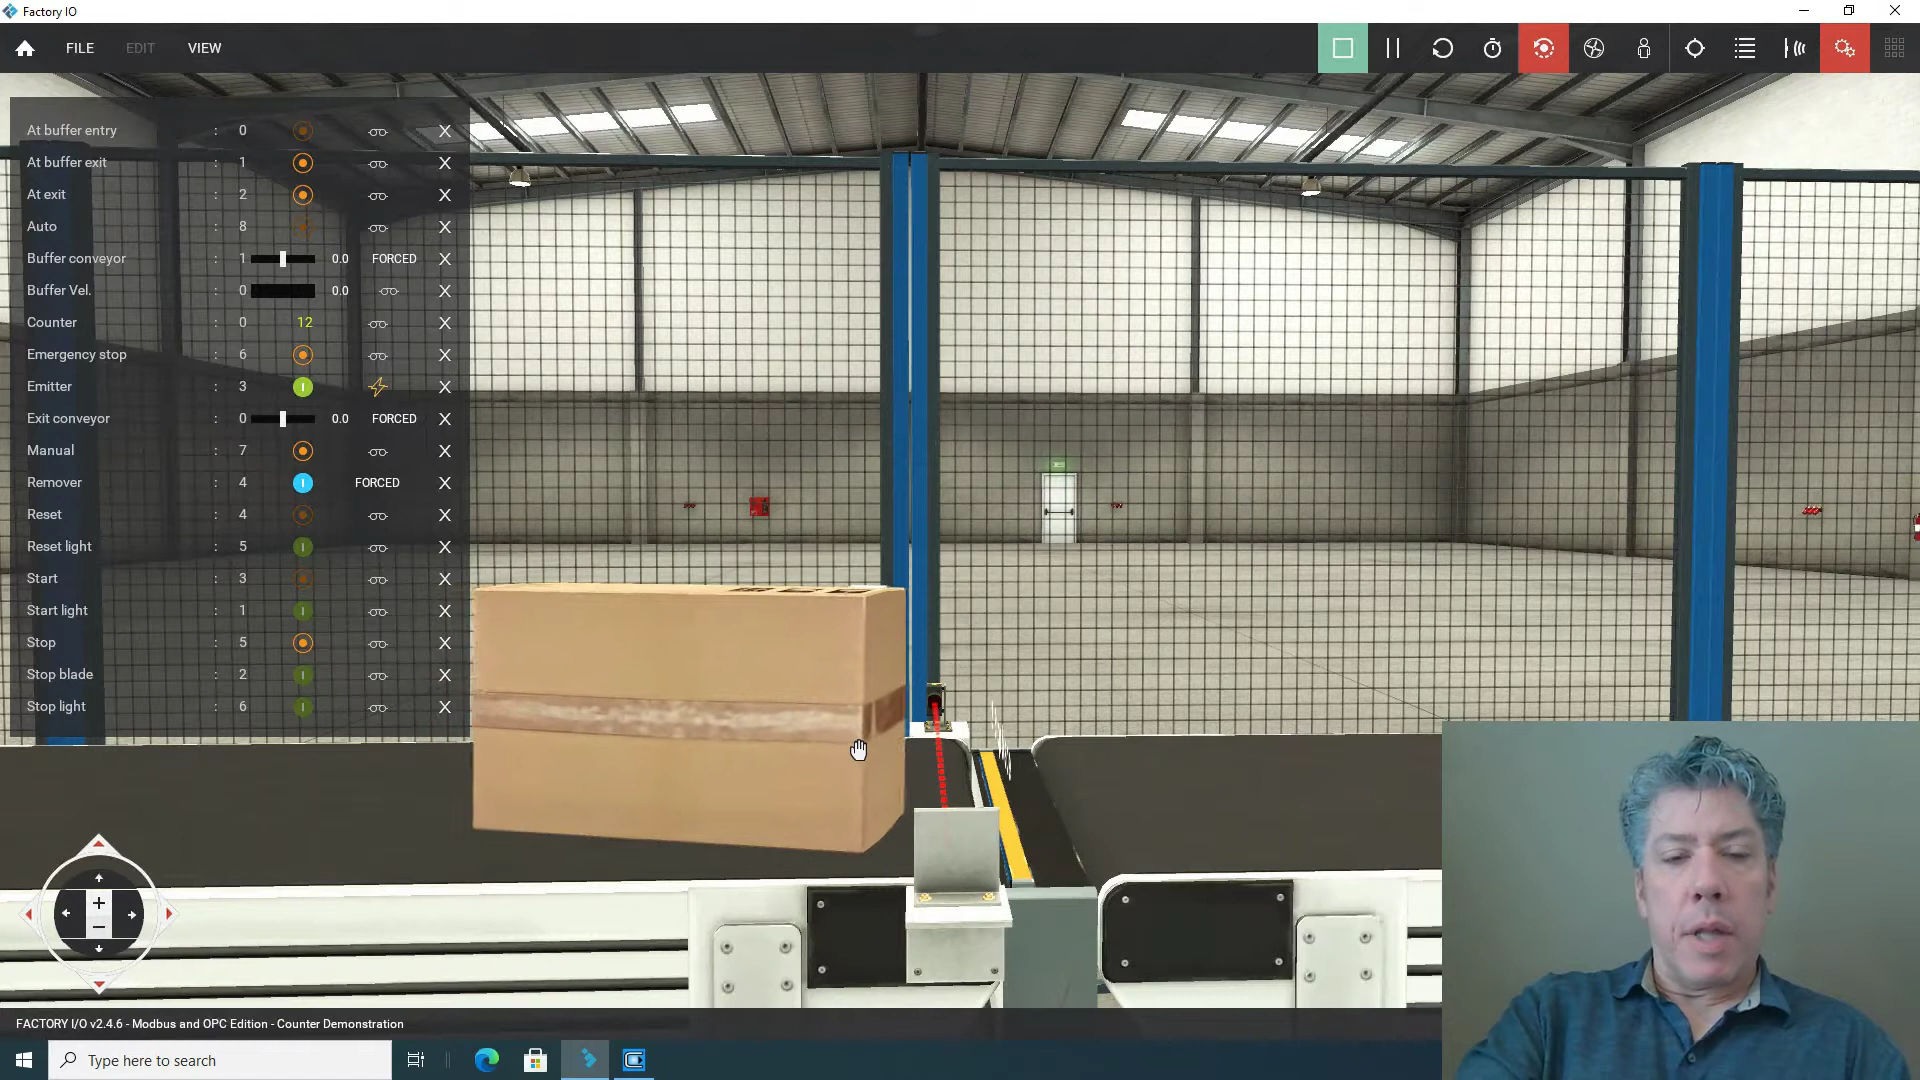 Factory IO
FILE EDIT VIEW
At buffer entry : 0 X
At buffer exit : 1 X
At exit : 2 X
Auto : 8 X
Buffer conveyor : 1 0.0 FORCED X
Buffer Vel. : 0 0.0 X
Counter : 0 12 X
Emergency stop : 6 X
Emitter : 3 X
Exit conveyor : 0 0.0 FORCED X
Manual : 7 X
Remover : 4 FORCED X
Reset : 4 X
Reset light : 5 X
Start : 3 X
Start light : 1 X
Stop : 5 X
Stop blade : 2 X
Stop light : 6 X
FACTORY I/O v2.4.6 - Modbus and OPC Edition - Counter Demonstration
Type here to search